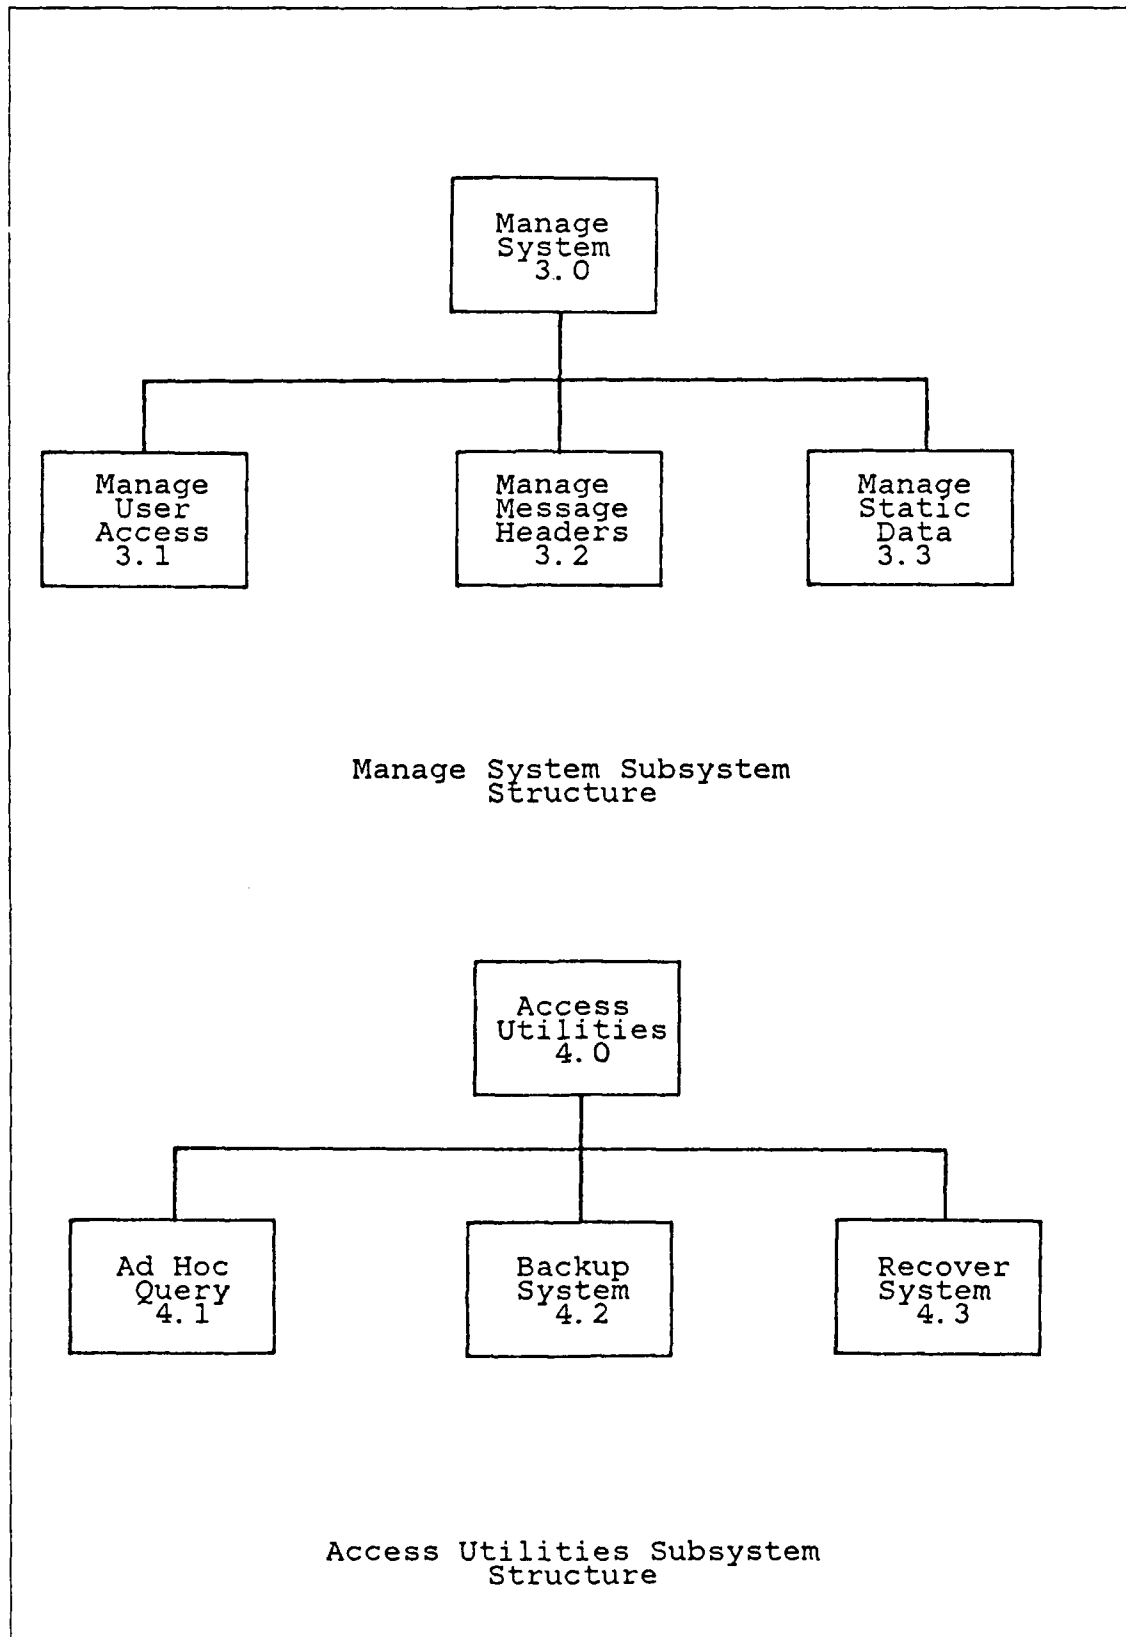 Manage
System
3.0
Manage
User
Access
3.1
Manage
Message
Headers
3.2
Manage
Static
Data
3.3
Manage System Subsystem
Structure
Access
Utilities
4.0
Ad Hoc
Query
4.1
Backup
System
4.2
Recover
System
4.3
Access Utilities Subsystem
Structure